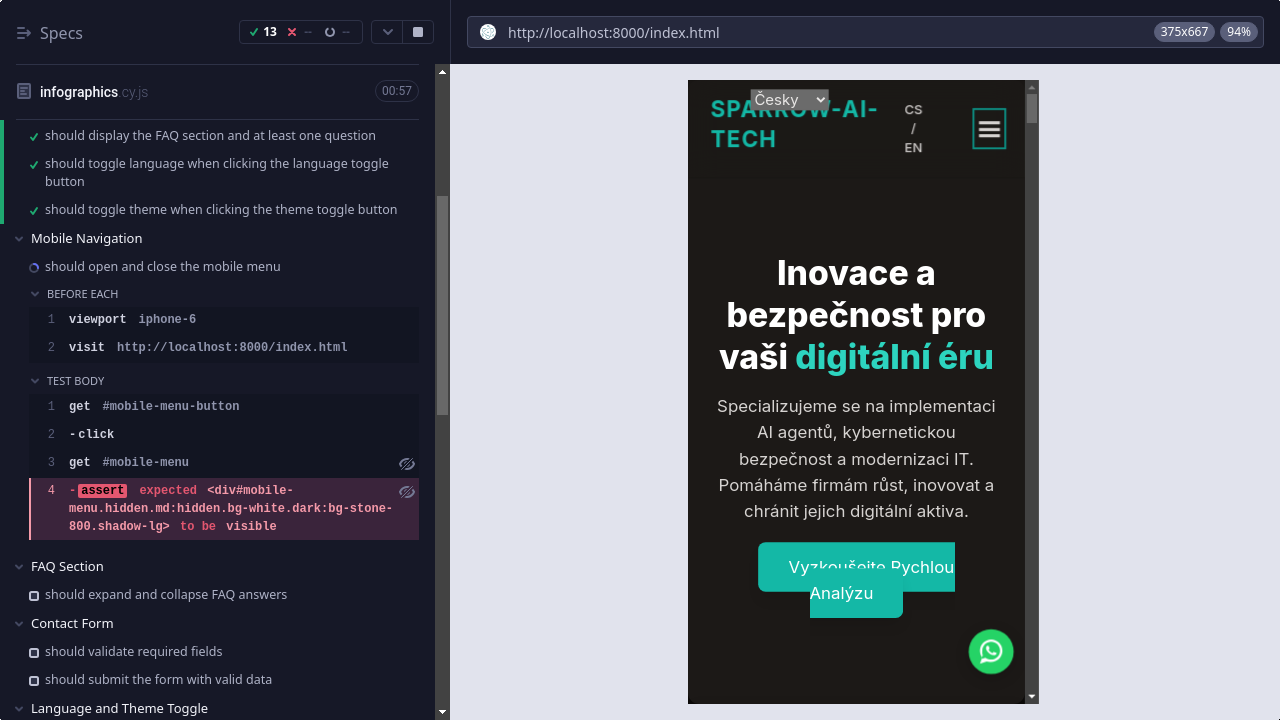 Specs
13
--
--
http://localhost:8000/index.html
375x667
94%
infographics.cy.js
00:57
should display the FAQ section and at least one question
should toggle language when clicking the language toggle
button
should toggle theme when clicking the theme toggle button
Mobile Navigation
should open and close the mobile menu
BEFORE EACH
1 viewport iphone-6
2 visit http://localhost:8000/index.html
TEST BODY
1 get #mobile-menu-button
2 -click
3 get #mobile-menu
4 -assert expected <div#mobile-
menu.hidden.md:hidden.bg-white.dark:bg-stone-
800.shadow-lg> to be visible
FAQ Section
should expand and collapse FAQ answers
Contact Form
should validate required fields
should submit the form with valid data
Language and Theme Toggle
Česky
SPARROW-AI-
TECH
CS
/
EN
Inovace a
bezpečnost pro
vaši digitální éru
Specializujeme se na implementaci
AI agentů, kybernetickou
bezpečnost a modernizaci IT.
Pomáháme firmám růst, inovovat a
chránit jejich digitální aktiva.
Vyzkoušejte Rychlou
Analýzu